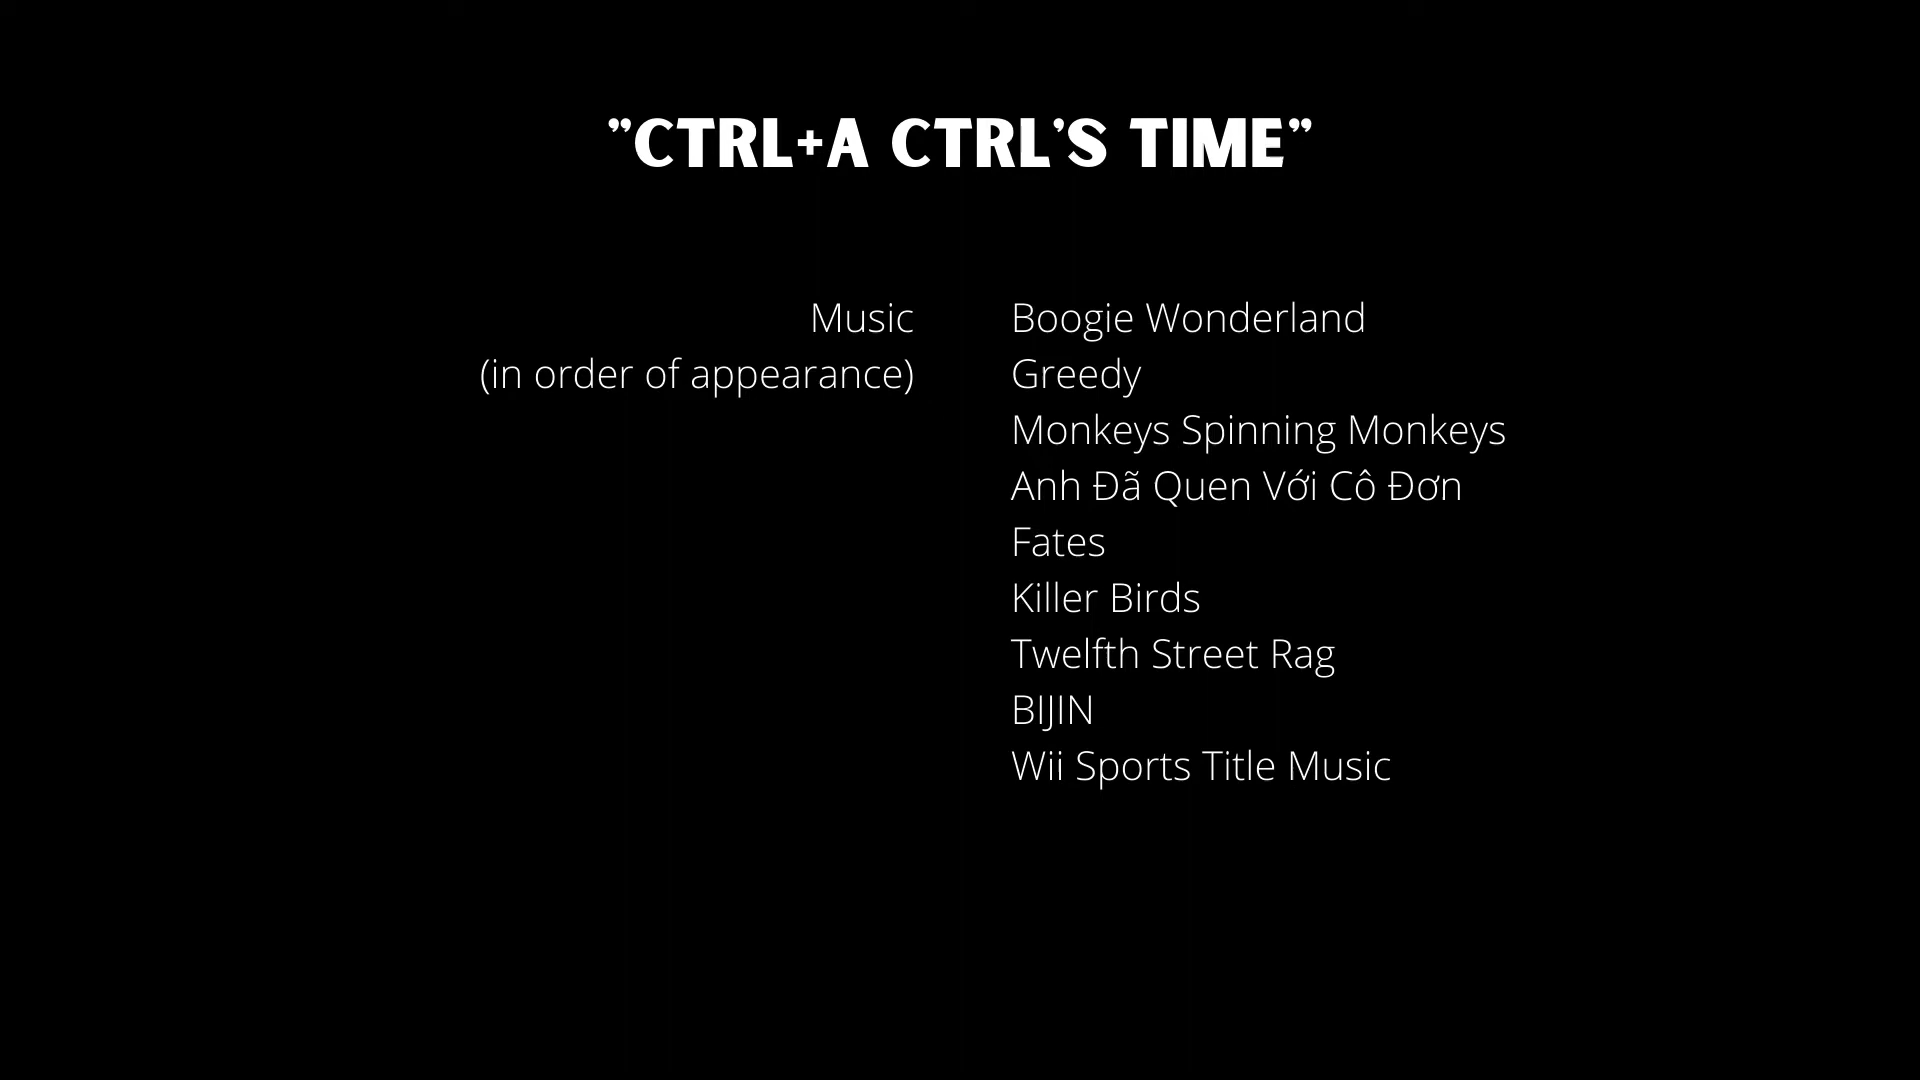 ”CTRL+A CTRL’S TIME”
Music
(in order of appearance)
Boogie Wonderland
Greedy
Monkeys Spinning Monkeys
Anh Đã Quen Với Cô Đơn
Fates
Killer Birds
Twelfth Street Rag
BIJIN
Wii Sports Title Music